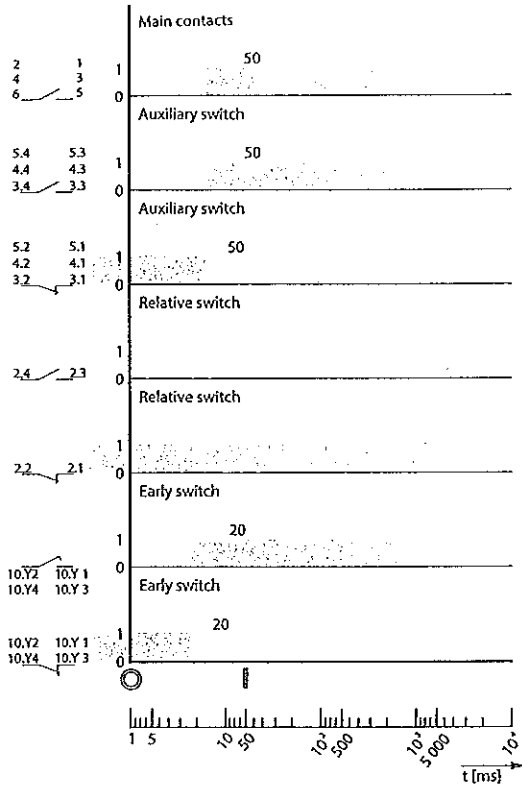 Main contacts
50
2 1
4 3
6 5
1
0
Auxiliary switch
50
5.4 5.3
4.4 4.3
3.4 3.3
1
0
Auxiliary switch
50
5.2 5.1
4.2 4.1
3.2 3.1
1
0
Relative switch
1
0
2,4 2.3
Relative switch
1
0
2.2 2.1
Early switch
20
1
0
10.Y2 10.Y 1
10.Y4 10.Y 3
Early switch
20
10.Y2 10.Y 1
10.Y4 10.Y 3
1
0
1 5 10 50 10² 500 10³ 5 000 10⁴
t [ms]